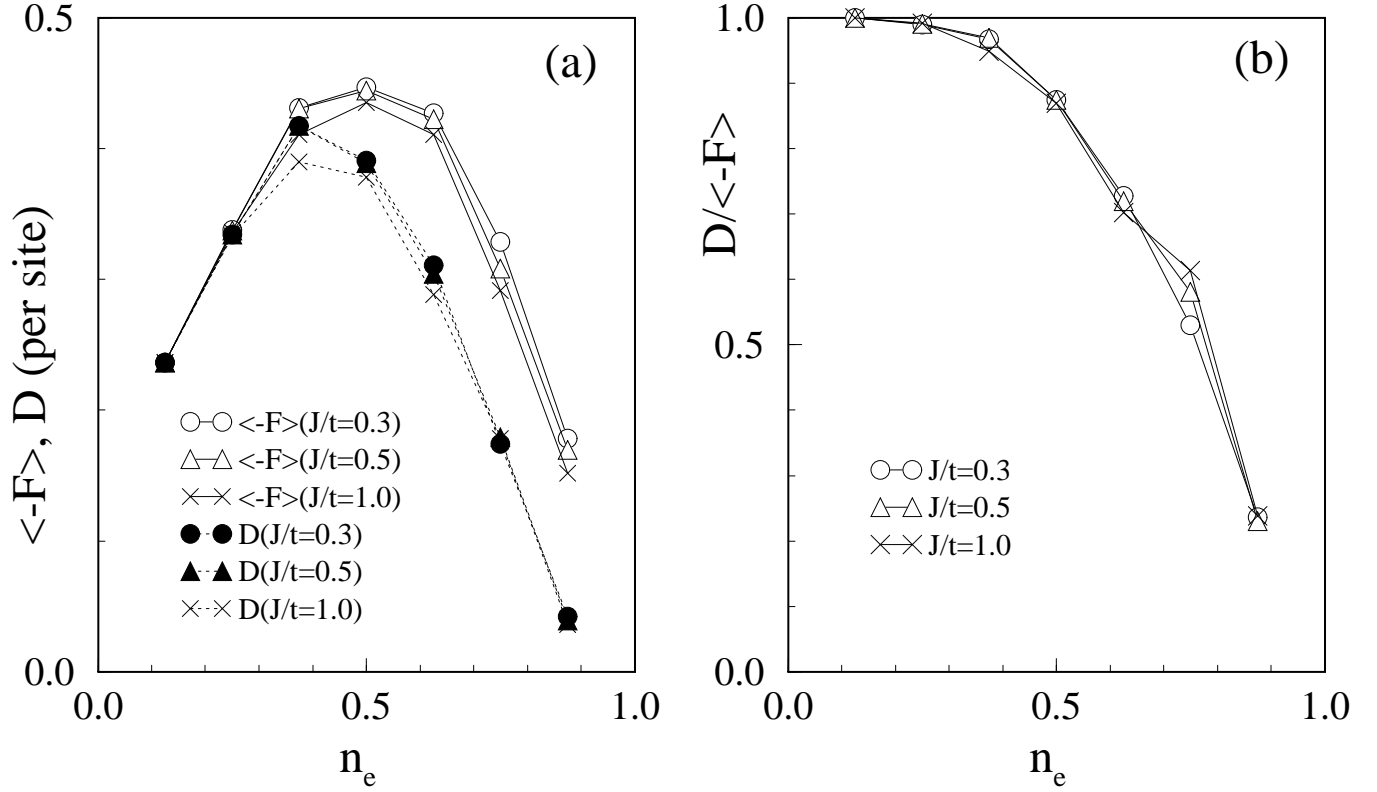 0.5
(a)
<-F>, D (per site)
<-F>(J/t=0.3)
<-F>(J/t=0.5)
<-F>(J/t=1.0)
D(J/t=0.3)
D(J/t=0.5)
D(J/t=1.0)
0.0
0.0
0.5
1.0
n_e
1.0
(b)
D/<-F>
0.5
J/t=0.3
J/t=0.5
J/t=1.0
0.0
0.0
0.5
1.0
n_e